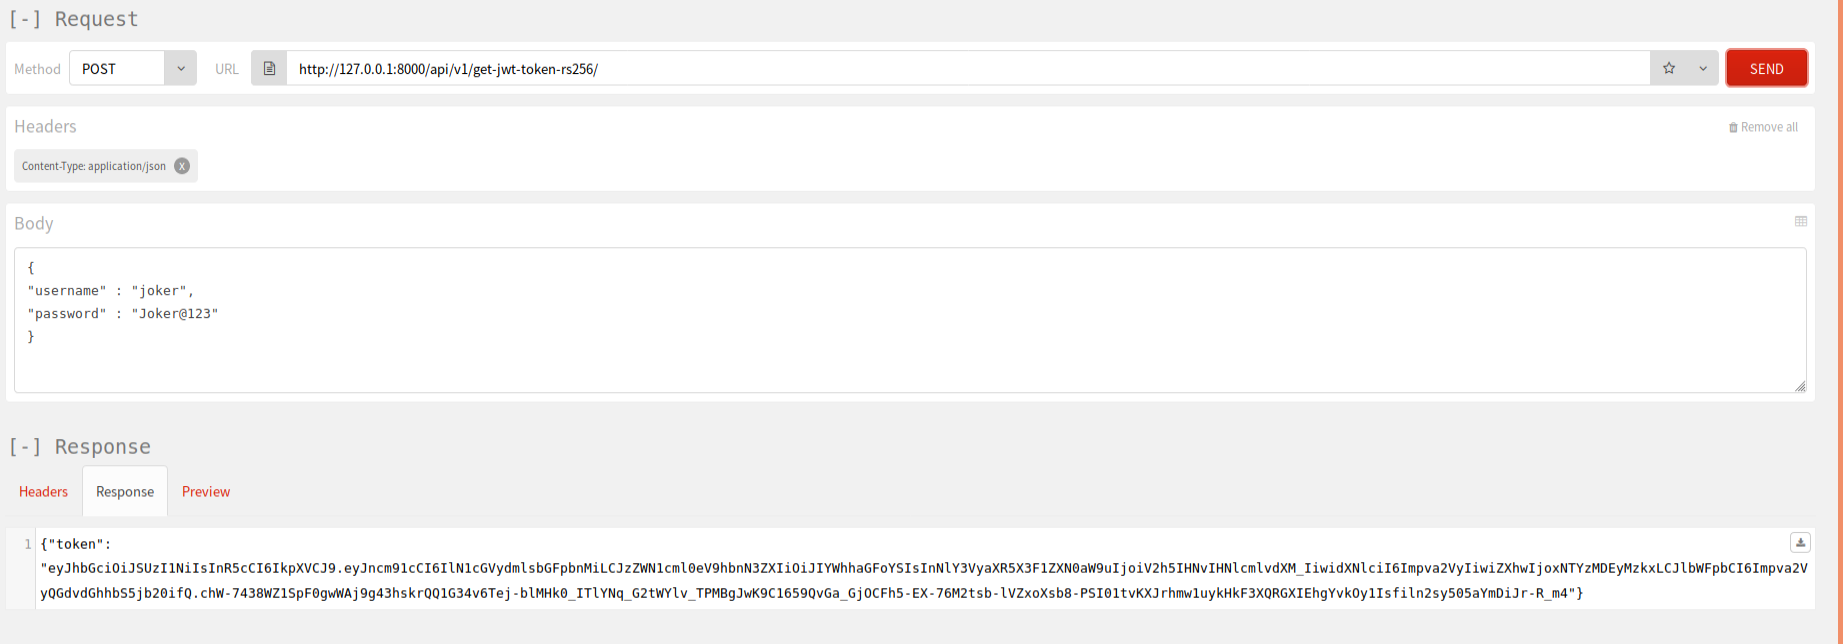 [-] Request
Method POST URL http://127.0.0.1:8000/api/v1/get-jwt-token-rs256/ SEND
Headers Remove all
Content-Type: application/json x
Body
{
"username" : "joker",
"password" : "Joker@123"
}
[-] Response
Headers Response Preview
1 {"token":
"eyJhbGciOiJSUzI1NiIsInR5cCI6IkpXVCJ9.eyJncm91cCI6IlN1cGVydmlsbGFpbnMiLCJzZWN1cml0eV9hbnN3ZXIiOiJIYWhhaGFoYSIsInNlY3VyaXR5X3F1ZXN0aW9uIjoiV2h5IHNvIHNlcmlvdXM_IiwidXNlciI6Impva2VyIiwiZXhwIjoxNTYzMDEyMzkxLCJlbWFpbCI6Impva2V
yQGdvdGhhbS5jb20ifQ.chW-7438WZ1SpF0gwWAj9g43hskrQQ1G34v6Tej-blMHk0_ITlYNq_G2tWYlv_TPMBgJwK9C1659QvGa_GjOCFh5-EX-76M2tsb-lVZxoXsb8-PSI01tvKXJrhmw1uykHkF3XQRGXIEhgYvkOy1Isfiln2sy505aYmDiJr-R_m4"}